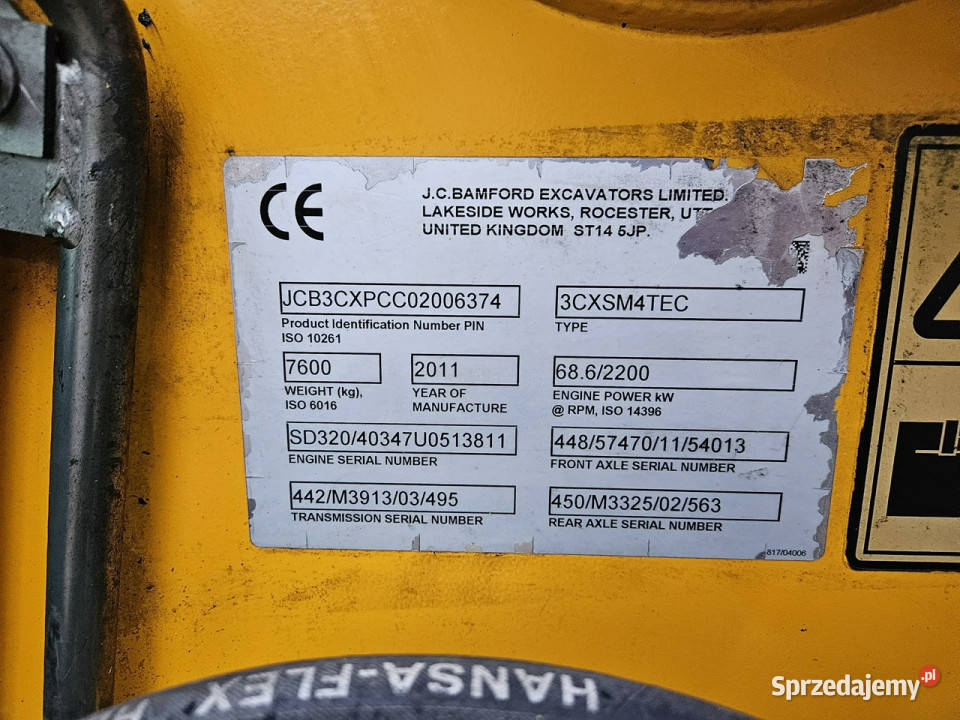 CE
J.C.BAMFORD EXCAVATORS LIMITED.
LAKESIDE WORKS, ROCESTER,
UNITED KINGDOM ST14 5JP.
JCB3CXPCC02006374
Product Identification Number PIN
ISO 10261
3CXSM4TEC
TYPE
7600
WEIGHT (kg),
ISO 6016
2011
YEAR OF
MANUFACTURE
68.6/2200
ENGINE POWER kW
@ RPM, ISO 14396
SD320/40347U0513811
ENGINE SERIAL NUMBER
448/57470/11/54013
FRONT AXLE SERIAL NUMBER
442/M3913/03/495
TRANSMISSION SERIAL NUMBER
450/M3325/02/563
REAR AXLE SERIAL NUMBER
817/04006
HANSA-FLEX
Sprzedajemy.pl